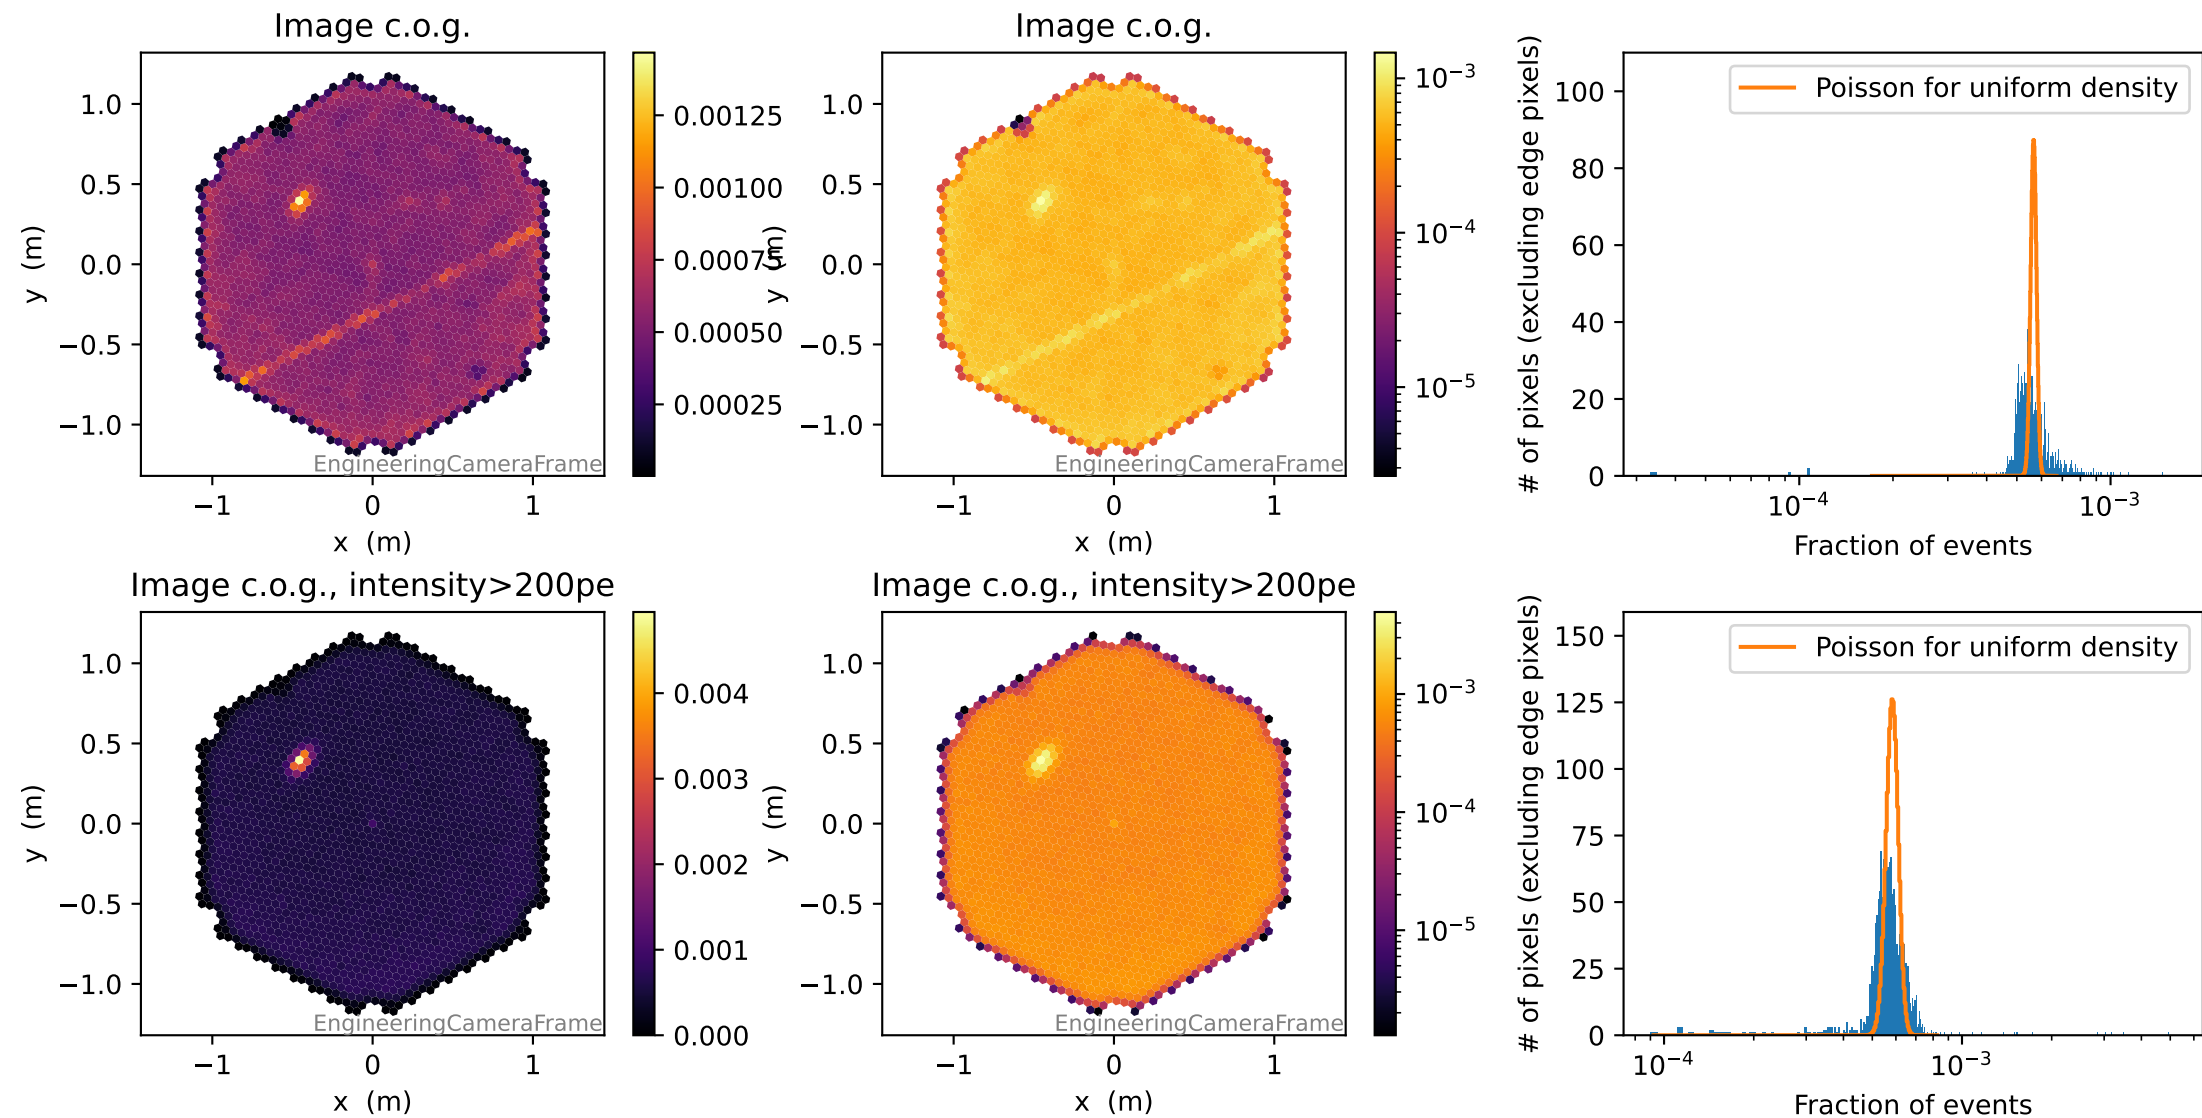 Image c.o.g.
1.0
0.5
0.0
−0.5
−1.0
y (m)
−1
0
1
x (m)
EngineeringCameraFrame
0.00125
0.00100
0.00075
0.00050
0.00025
Image c.o.g.
1.0
0.5
0.0
−0.5
−1.0
y (m)
−1
0
1
x (m)
EngineeringCameraFrame
10⁻³
10⁻⁴
10⁻⁵
Poisson for uniform density
# of pixels (excluding edge pixels)
100
80
60
40
20
0
10⁻⁴
10⁻³
Fraction of events
Image c.o.g., intensity>200pe
1.0
0.5
0.0
−0.5
−1.0
y (m)
−1
0
1
x (m)
EngineeringCameraFrame
0.004
0.003
0.002
0.001
0.000
Image c.o.g., intensity>200pe
1.0
0.5
0.0
−0.5
−1.0
y (m)
−1
0
1
x (m)
EngineeringCameraFrame
10⁻³
10⁻⁴
10⁻⁵
Poisson for uniform density
# of pixels (excluding edge pixels)
150
125
100
75
50
25
0
10⁻⁴
10⁻³
Fraction of events